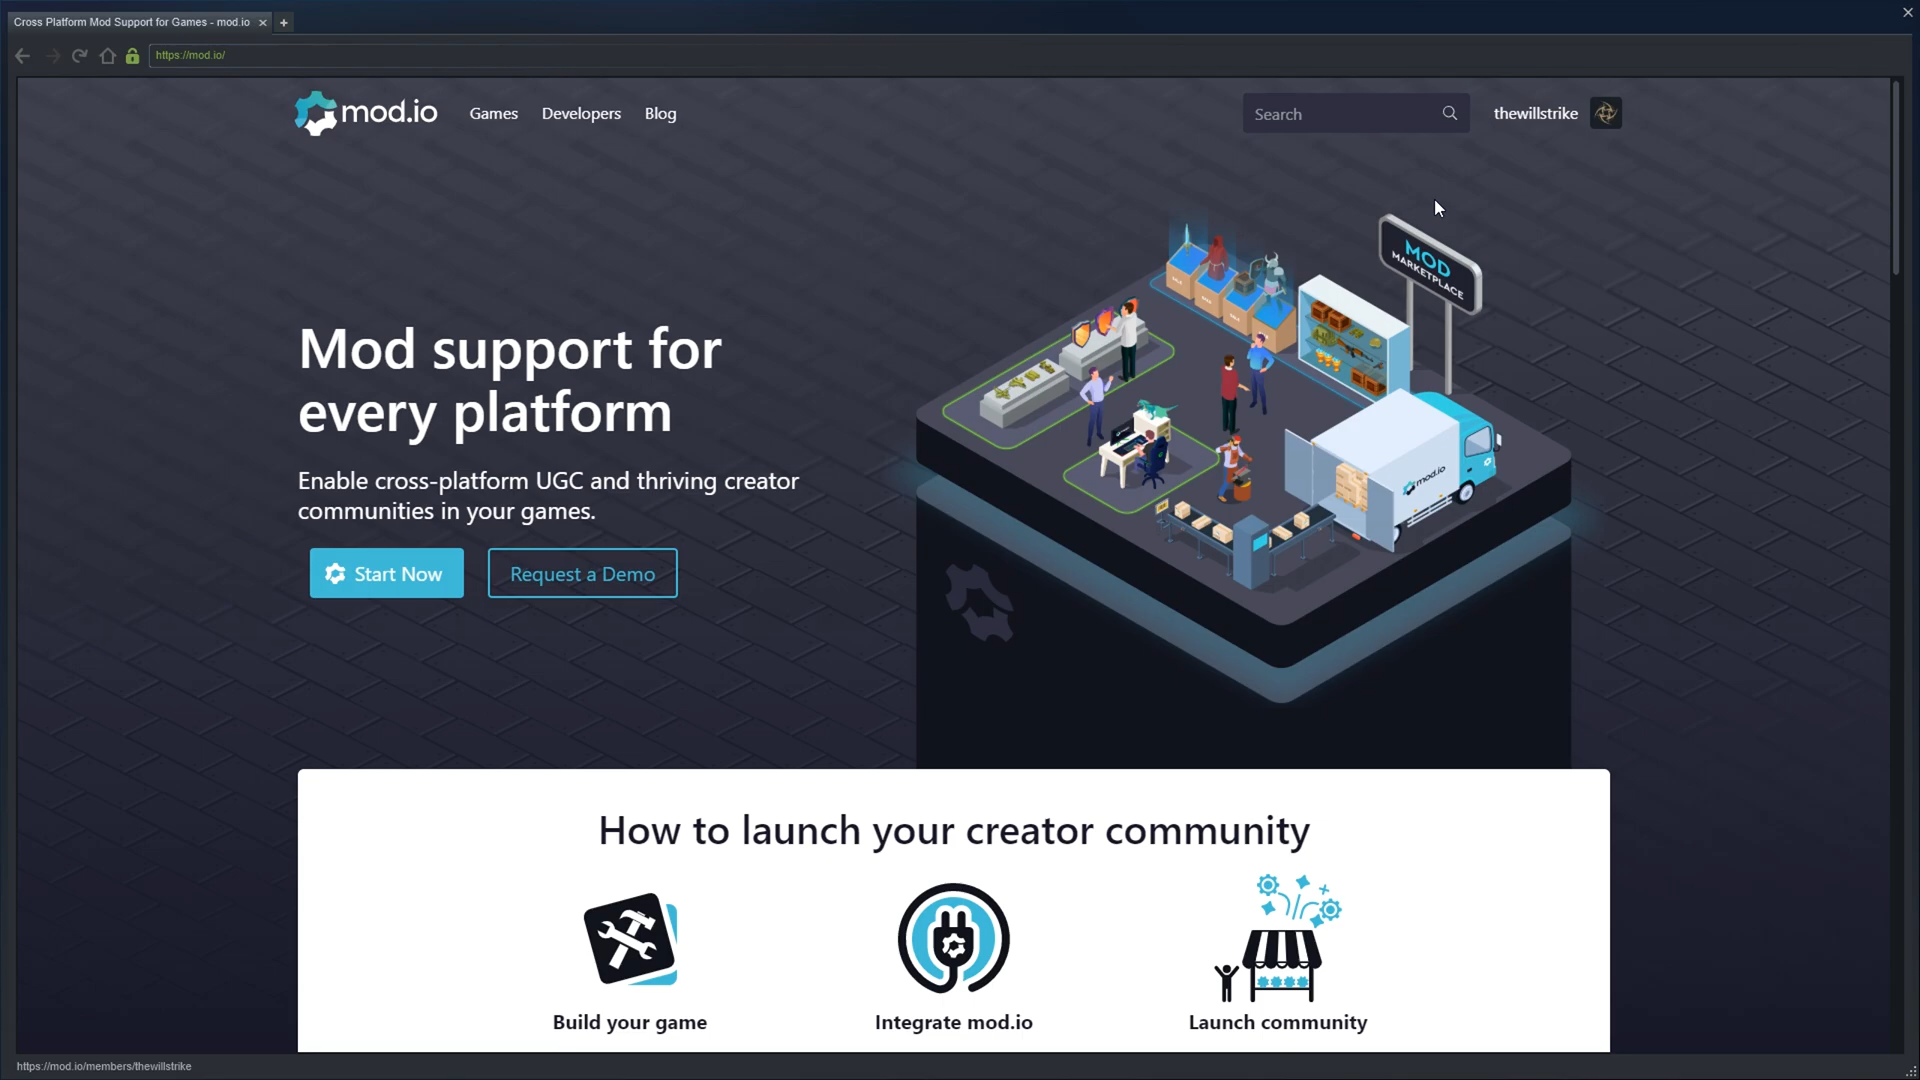 Cross Platform Mod Support for Games - mod.io
https://mod.io/
mod.io
Games
Developers
Blog
Search
thewillstrike
MOD
MARKETPLACE
Mod support for
every platform
Enable cross-platform UGC and thriving creator
communities in your games.
Start Now
Request a Demo
mod.io
How to launch your creator community
Build your game
Integrate mod.io
Launch community
https://mod.io/members/thewillstrike